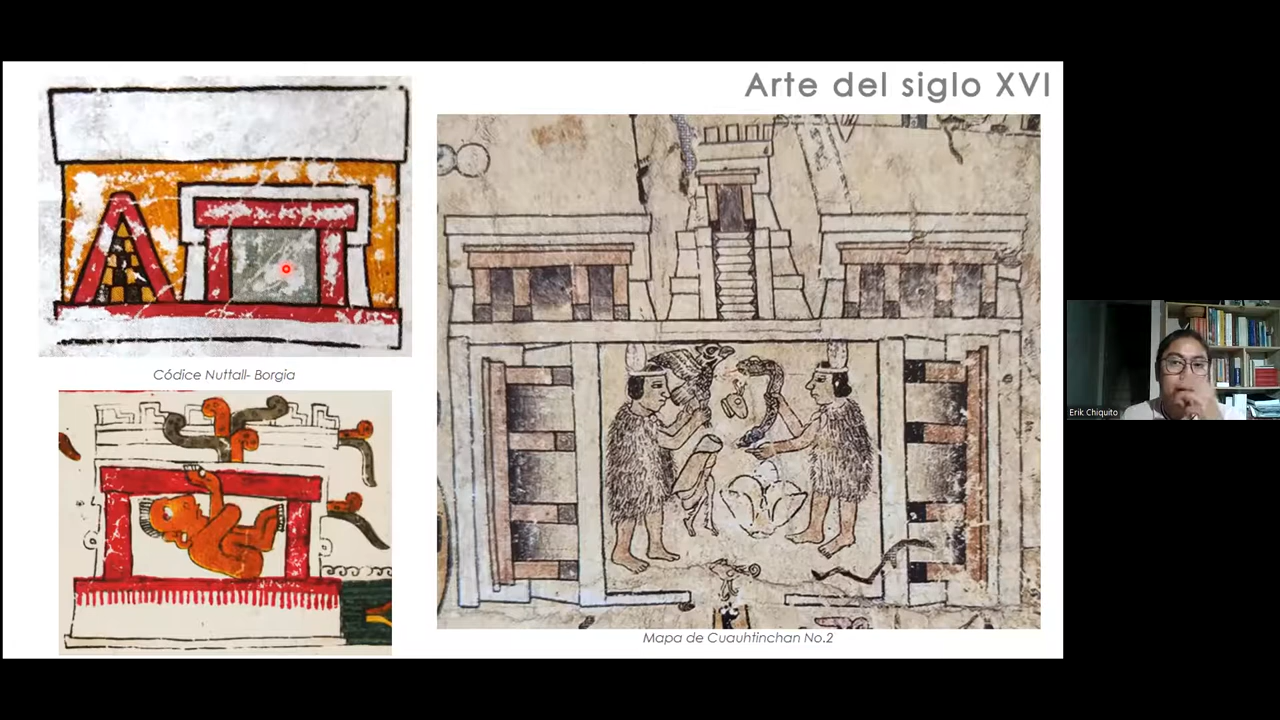 Arte del siglo XVI
Códice Nuttall- Borgia
Mapa de Cuauhtinchan No.2
Erik Chiquito